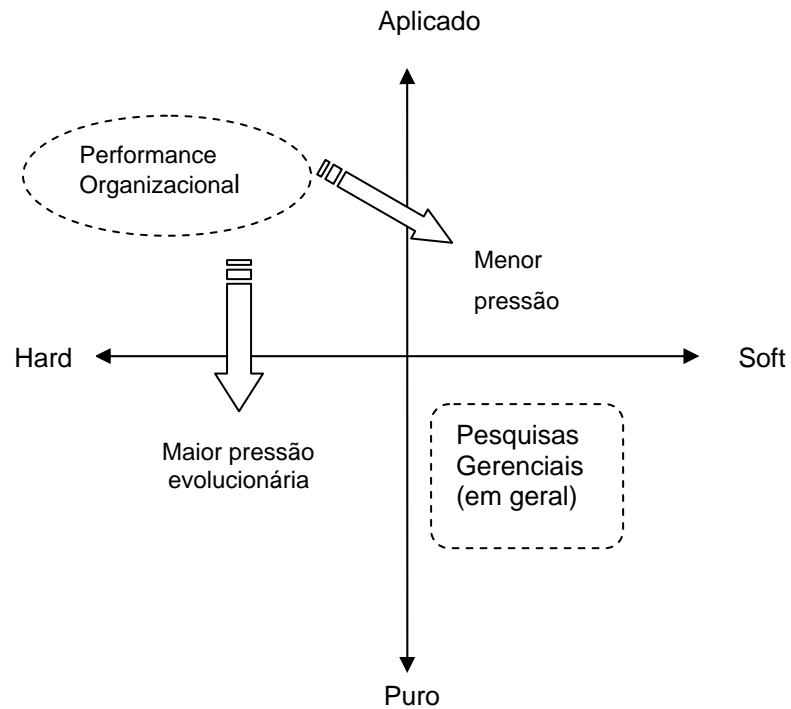 Aplicado
Performance
Organizacional
Menor
pressão
Hard
Soft
Maior pressão
evolucionária
Pesquisas
Gerenciais
(em geral)
Puro